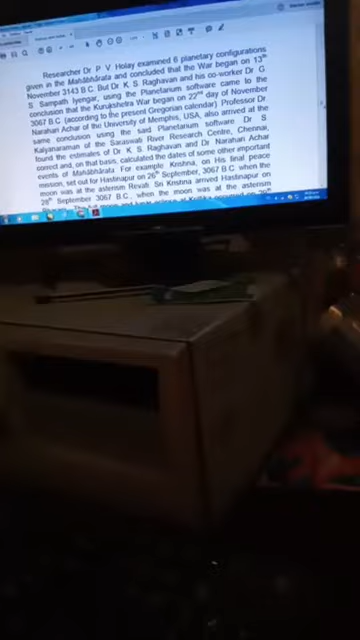 Researcher Dr P V Holay examined 6 planetary configurations
given in the Mahābhārata and concluded that the War began on 13th
November 3143 B.C. But Dr K S Raghavan and his co-worker Dr G
S Sampath Iyengar, using the Planetarium software came to the
conclusion that the Kurukshetra War began on 22nd day of November
3067 B.C (according to the present Gregorian calendar) Professor Dr
Narahari Achar of the University of Memphis, USA, also arrived at the
same conclusion using the said Planetarium software Dr S
Kalyanaraman of the Saraswati River Research Centre, Chennai,
found the estimates of Dr K S Raghavan and Dr Narahari Achar
correct and, on that basis, calculated the dates of some other important
events of Mahābhārata For example Krishna, on His final peace
mission, set out for Hastinapur on 26th September, 3067 B.C when the
moon was at the asterism Revati Sri Krishna arrived Hastinapur on
28th September 3067 B.C., when the moon was at the asterism